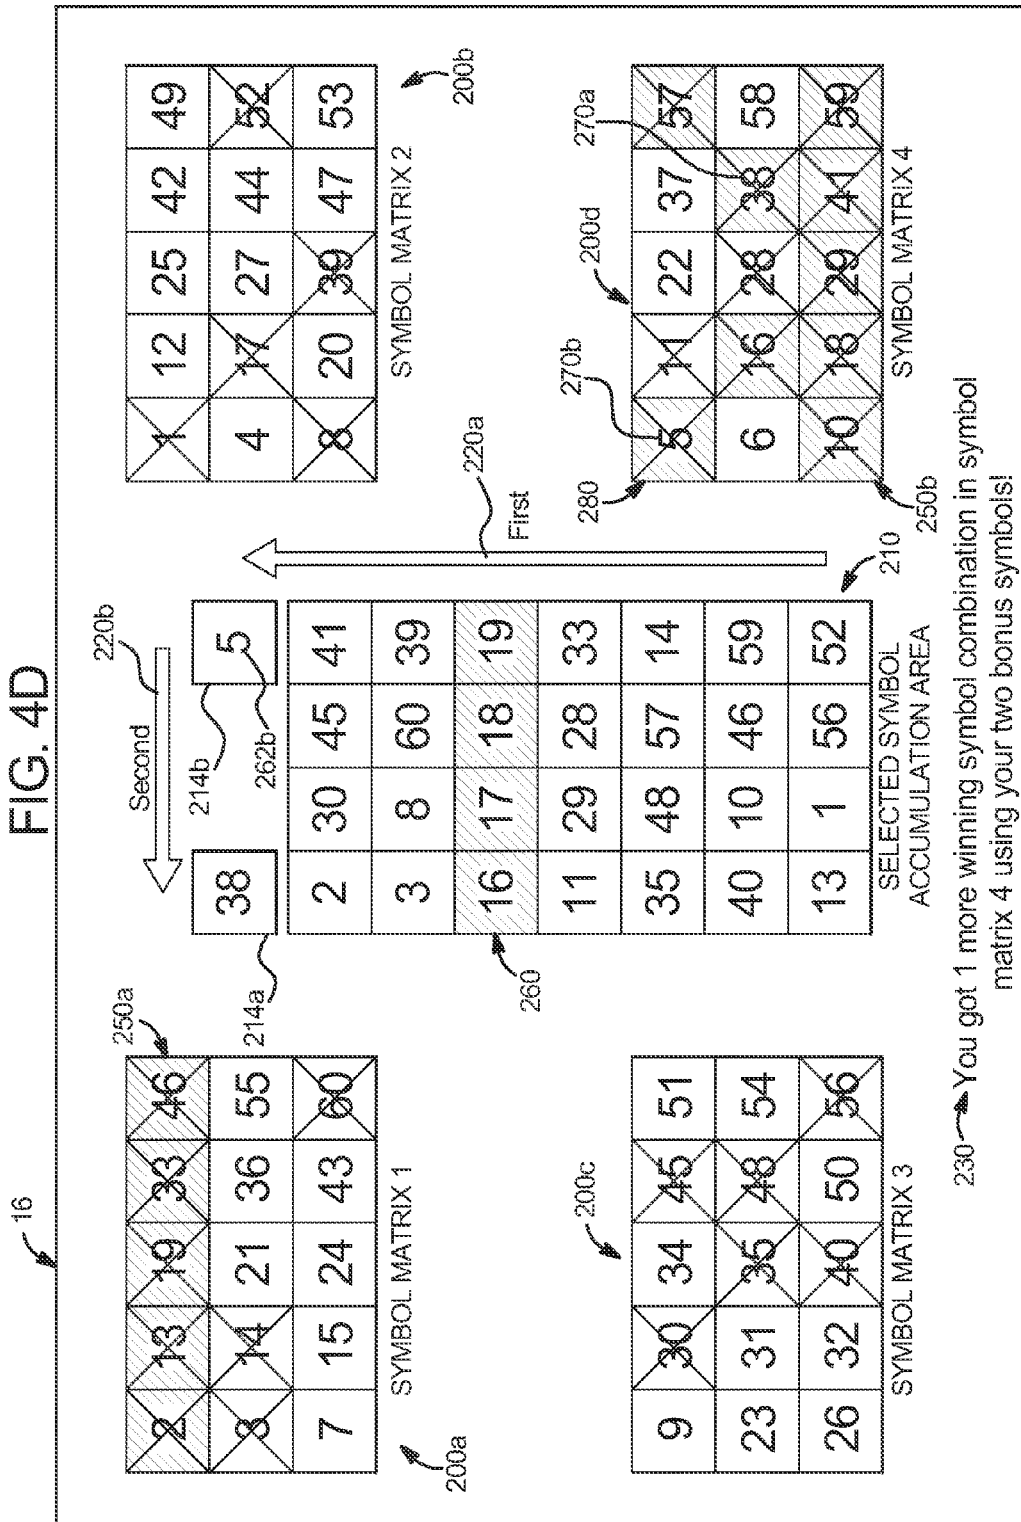 FIG. 4D
16
250a
2 13 19 33 46
3 14 21 36 55
7 15 24 43 60
SYMBOL MATRIX 1
200a
220b
Second
214a
38
5
214b
262b
2 30 45 41
3 8 60 39
16 17 18 19
11 29 28 33
35 48 57 14
40 10 46 59
13 1 56 52
260
SELECTED SYMBOL
ACCUMULATION AREA
210
220a
First
1 12 25 42 49
4 17 27 44 52
8 20 39 47 53
SYMBOL MATRIX 2
200b
200c
9 30 34 45 51
23 31 35 48 54
26 32 40 50 56
SYMBOL MATRIX 3
280
270b
200d
270a
5 11 22 37 57
6 16 28 38 58
10 18 29 41 59
250b
SYMBOL MATRIX 4
230
You got 1 more winning symbol combination in symbol
matrix 4 using your two bonus symbols!